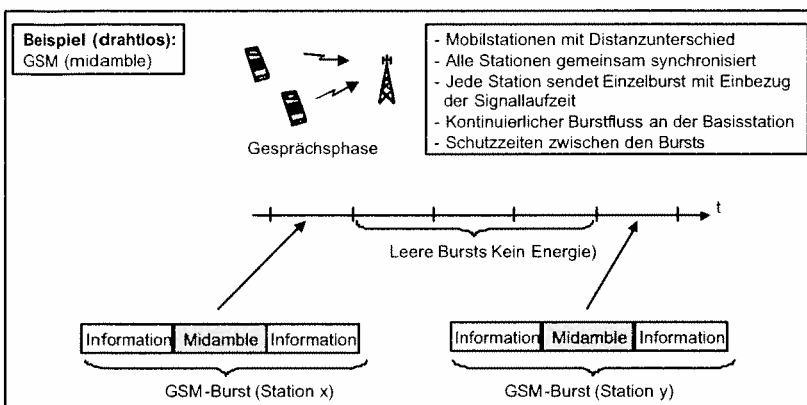 Beispiel (drahtlos):
GSM (midamble)
Gesprächsphase
- Mobilstationen mit Distanzunterschied
- Alle Stationen gemeinsam synchronisiert
- Jede Station sendet Einzelburst mit Einbezug
der Signallaufzeit
- Kontinuierlicher Burstfluss an der Basisstation
- Schutzzeiten zwischen den Bursts
t
Leere Bursts Kein Energie)
Information Midamble Information
Information Midamble Information
GSM-Burst (Station x)
GSM-Burst (Station y)